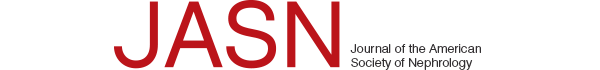 JASN
Journal of the American
Society of Nephrology